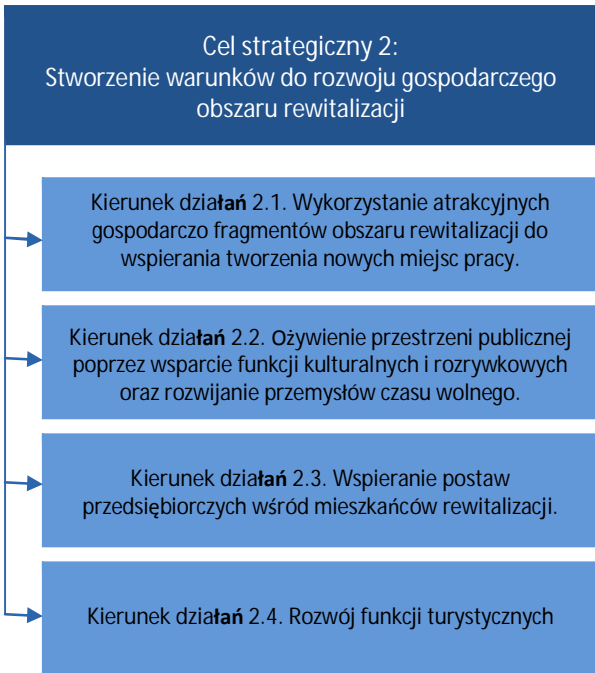 Cel strategiczny 2:
Stworzenie warunków do rozwoju gospodarczego
obszaru rewitalizacji
Kierunek działań 2.1. Wykorzystanie atrakcyjnych
gospodarczo fragmentów obszaru rewitalizacji do
wspierania tworzenia nowych miejsc pracy.
Kierunek działań 2.2. Ożywienie przestrzeni publicznej
poprzez wsparcie funkcji kulturalnych i rozrywkowych
oraz rozwijanie przemysłów czasu wolnego.
Kierunek działań 2.3. Wspieranie postaw
przedsiębiorczych wśród mieszkańców rewitalizacji.
Kierunek działań 2.4. Rozwój funkcji turystycznych